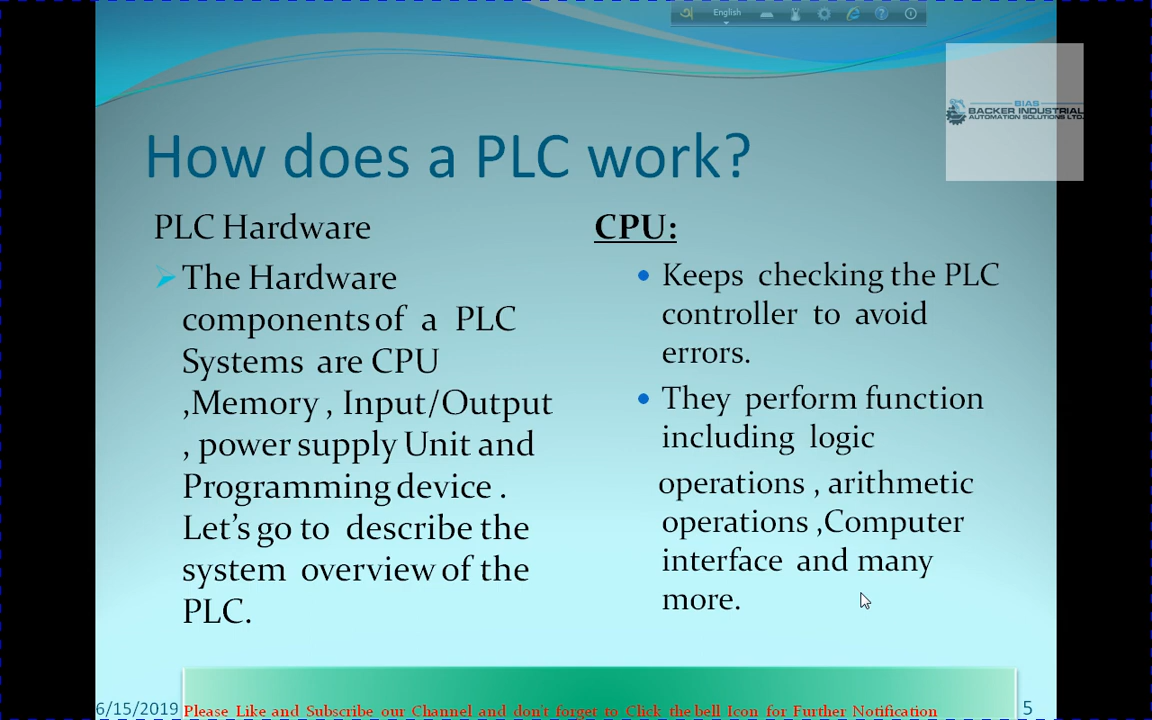 English
BIAS
BACKER INDUSTRIAL
AUTOMATION SOLUTIONS LTD.
How does a PLC work?
PLC Hardware
The Hardware
components of a PLC
Systems are CPU
,Memory , Input/Output
, power supply Unit and
Programming device .
Let's go to describe the
system overview of the
PLC.
CPU:
Keeps checking the PLC
controller to avoid
errors.
They perform function
including logic
operations , arithmetic
operations ,Computer
interface and many
more.
6/15/2019
Please Like and Subscribe our Channel and don't forget to Click the bell Icon for Further Notification
5